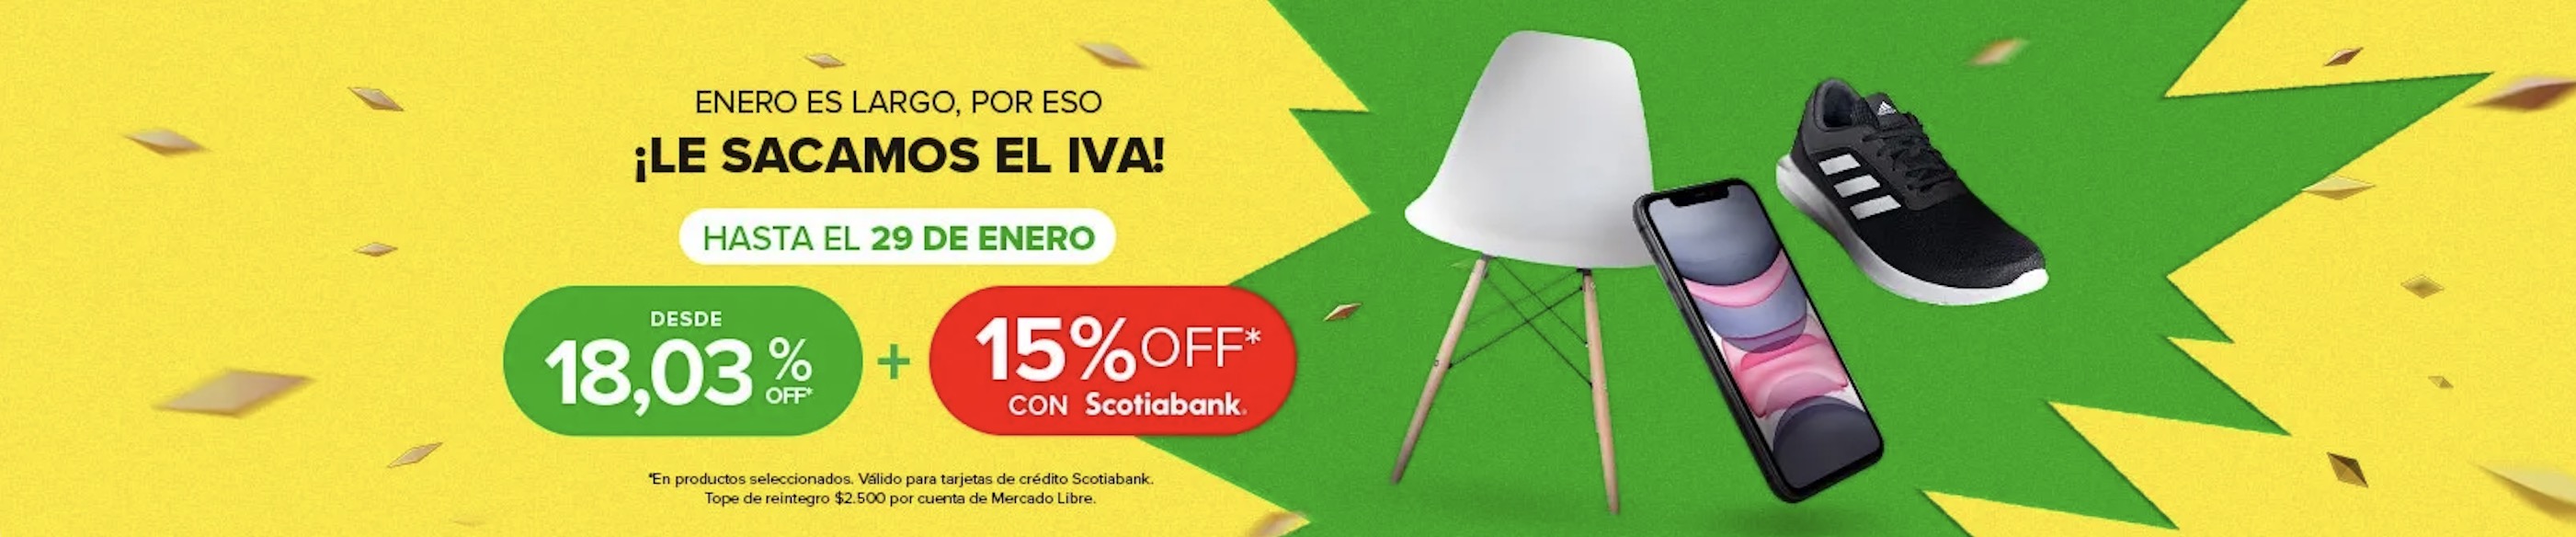 ENERO ES LARGO, POR ESO
¡LE SACAMOS EL IVA!
HASTA EL 29 DE ENERO
DESDE
18,03 % OFF*
+
15% OFF*
CON Scotiabank.
*En productos seleccionados. Válido para tarjetas de crédito Scotiabank.
Tope de reintegro $2.500 por cuenta de Mercado Libre.
adidas